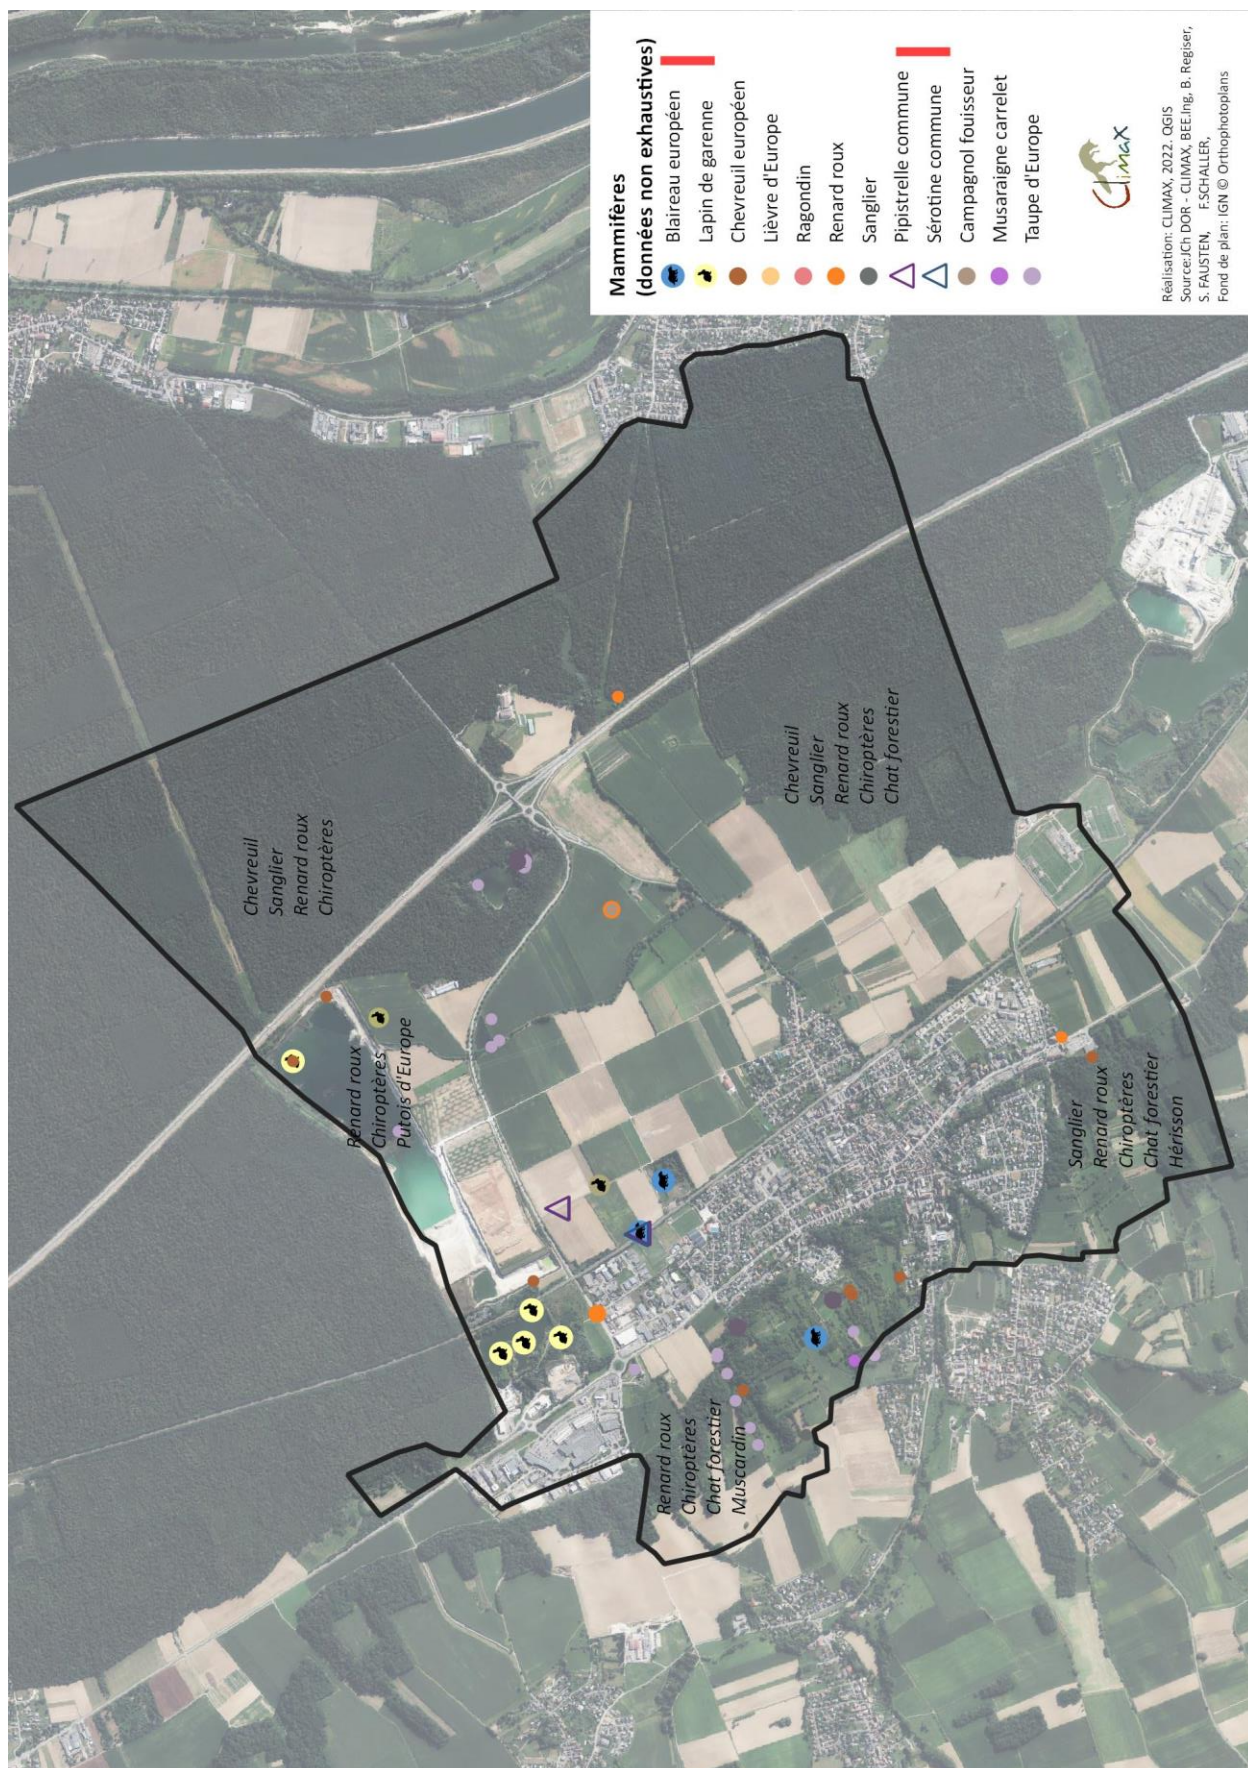 Mammifères
(données non exhaustives)
Blaireau européen
Lapin de garenne
Chevreuil européen
Lièvre d'Europe
Ragondin
Renard roux
Sanglier
Pipistrelle commune
Sérotine commune
Campagnol fouisseur
Musaraigne carrelet
Taupe d'Europe
ClimaX
Réalisation: CLIMAX, 2022. QGIS
Source:JCh DOR - CLIMAX, BEE.Ing, B. Regiser,
S. FAUSTEN, F.SCHALLER,
Fond de plan: IGN © Orthophotoplans
Chevreuil
Sanglier
Renard roux
Chiroptères
Renard roux
Chiroptères
Putois d'Europe
Chevreuil
Sanglier
Renard roux
Chiroptères
Chat forestier
Renard roux
Chiroptères
Chat forestier
Muscardin
Sanglier
Renard roux
Chiroptères
Chat forestier
Hérisson